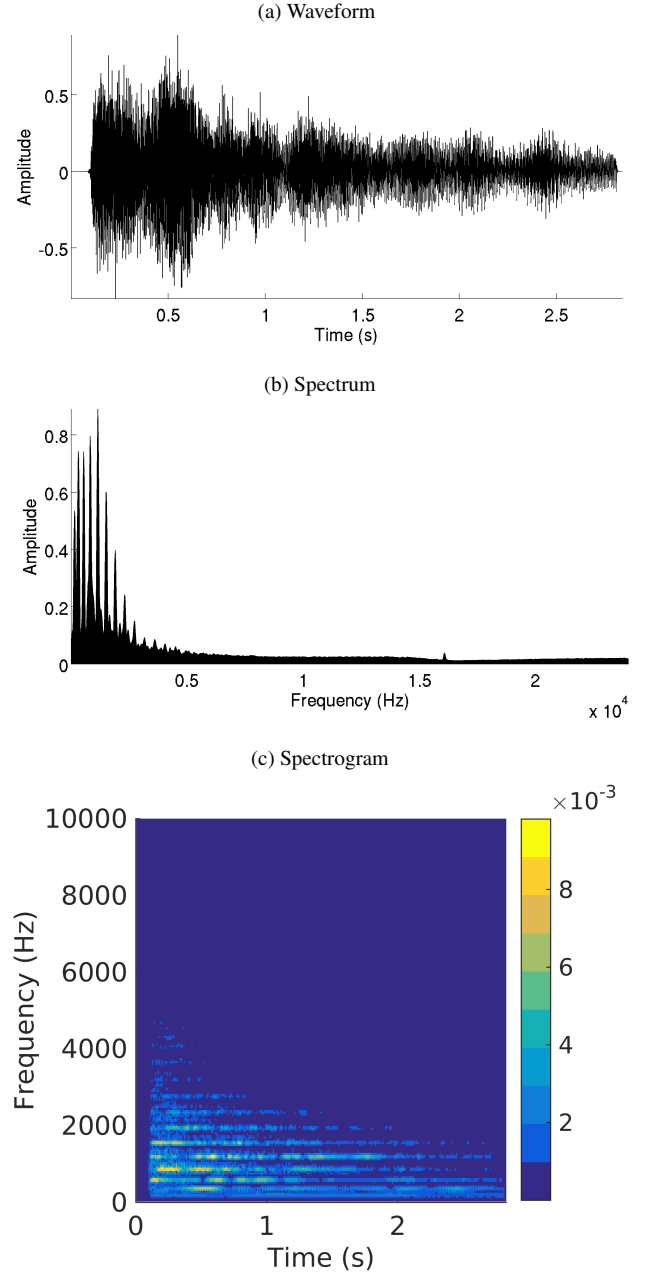 (a) Waveform
0.5
0
-0.5
Amplitude
0.5 1 1.5 2 2.5
Time (s)
(b) Spectrum
0.8
0.6
0.4
0.2
0
Amplitude
0.5 1 1.5 2
Frequency (Hz)
x 10^4
(c) Spectrogram
×10^-3
10000
8000
6000
4000
2000
0
Frequency (Hz)
8
6
4
2
0 1 2
Time (s)